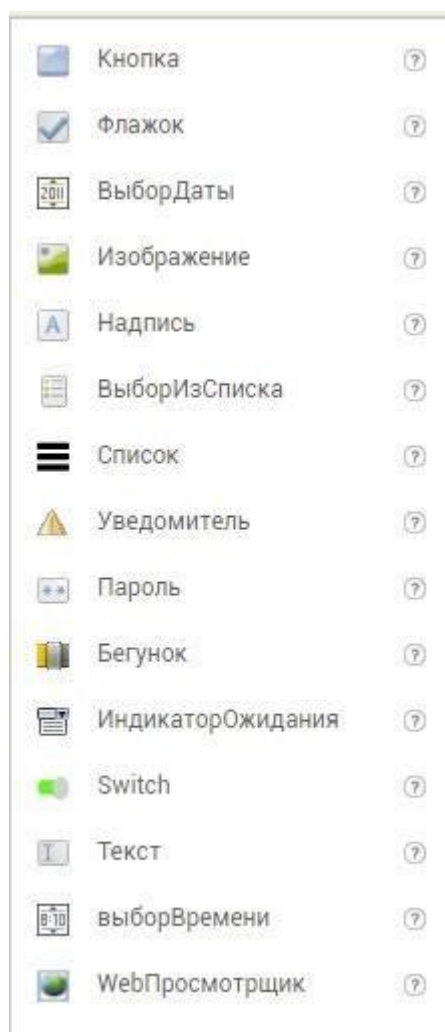 Кнопка
Флажок
ВыборДаты
Изображение
Надпись
ВыборИзСписка
Список
Уведомитель
Пароль
Бегунок
ИндикаторОжидания
Switch
Текст
выборВремени
WebПросмотрщик